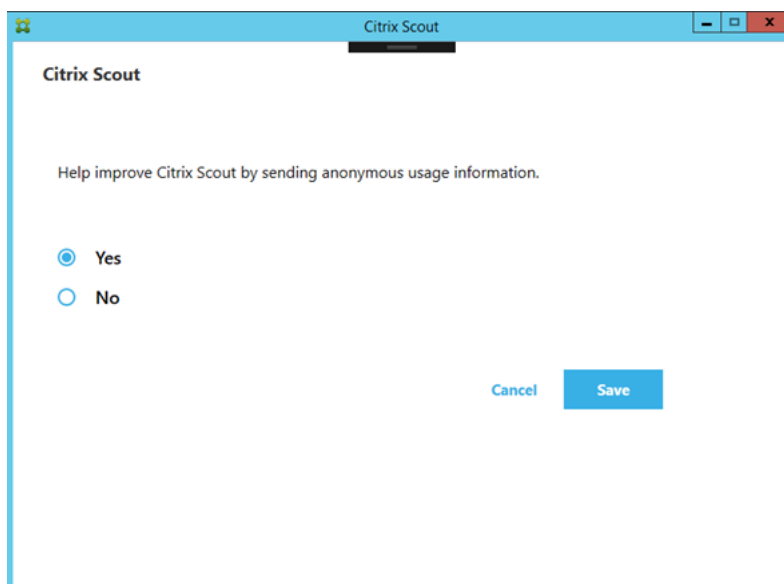 Citrix Scout
Citrix Scout
Help improve Citrix Scout by sending anonymous usage information.
Yes
No
Cancel
Save